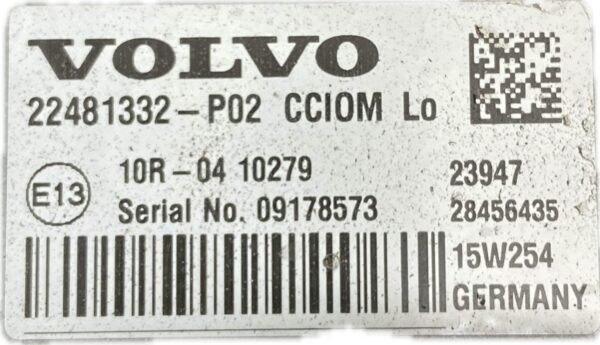 VOLVO
22481332-P02 CCIOM Lo
E13
10R-04 10279 23947
Serial No. 09178573 28456435
15W254
GERMANY